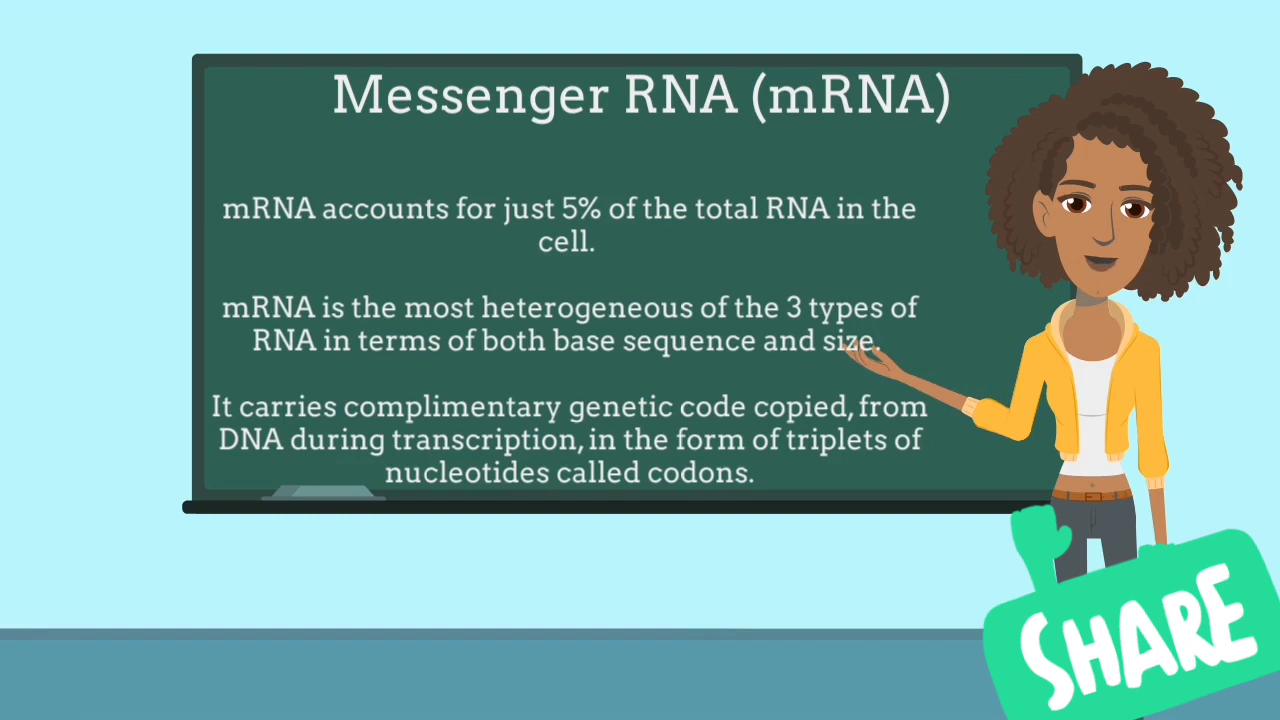 Messenger RNA (mRNA)
mRNA accounts for just 5% of the total RNA in the
cell.
mRNA is the most heterogeneous of the 3 types of
RNA in terms of both base sequence and size.
It carries complimentary genetic code copied, from
DNA during transcription, in the form of triplets of
nucleotides called codons.
SHARE